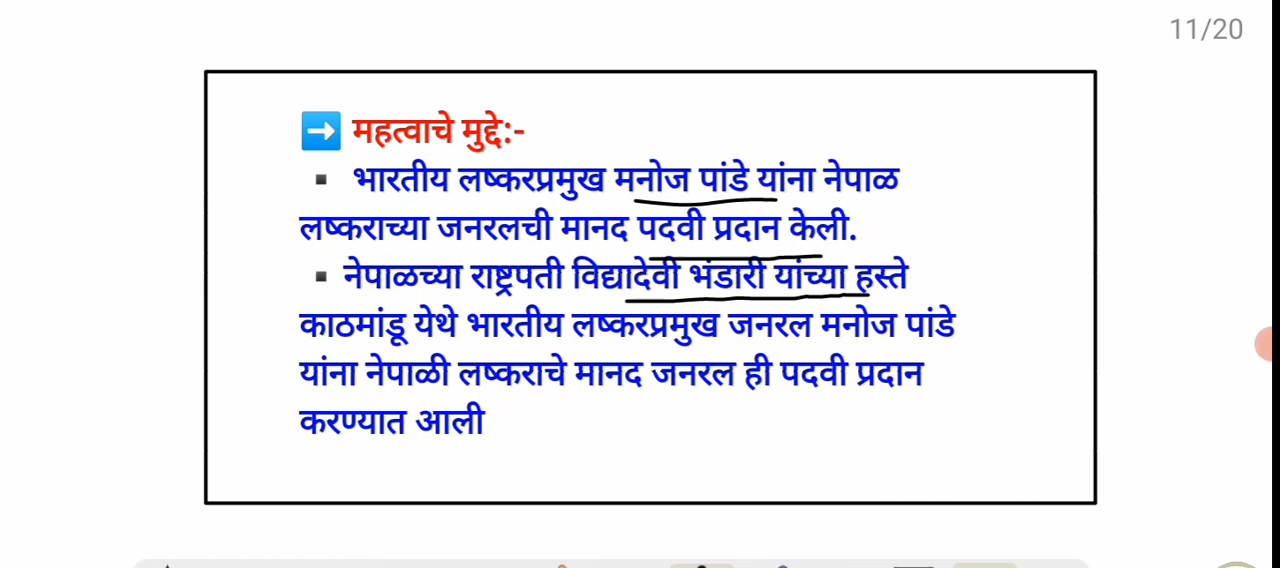 11/20
➡ महत्वाचे मुद्दे:-
▪ भारतीय लष्करप्रमुख मनोज पांडे यांना नेपाळ
लष्कराच्या जनरलची मानद पदवी प्रदान केली.
▪ नेपाळच्या राष्ट्रपती विद्यादेवी भंडारी यांच्या हस्ते
काठमांडू येथे भारतीय लष्करप्रमुख जनरल मनोज पांडे
यांना नेपाळी लष्कराचे मानद जनरल ही पदवी प्रदान
करण्यात आली